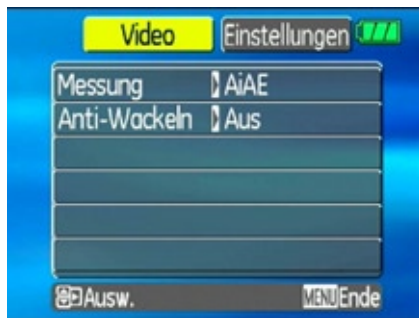 Video Einstellungen
Messung AiAE
Anti-Wackeln Aus
Ausw. MENU Ende